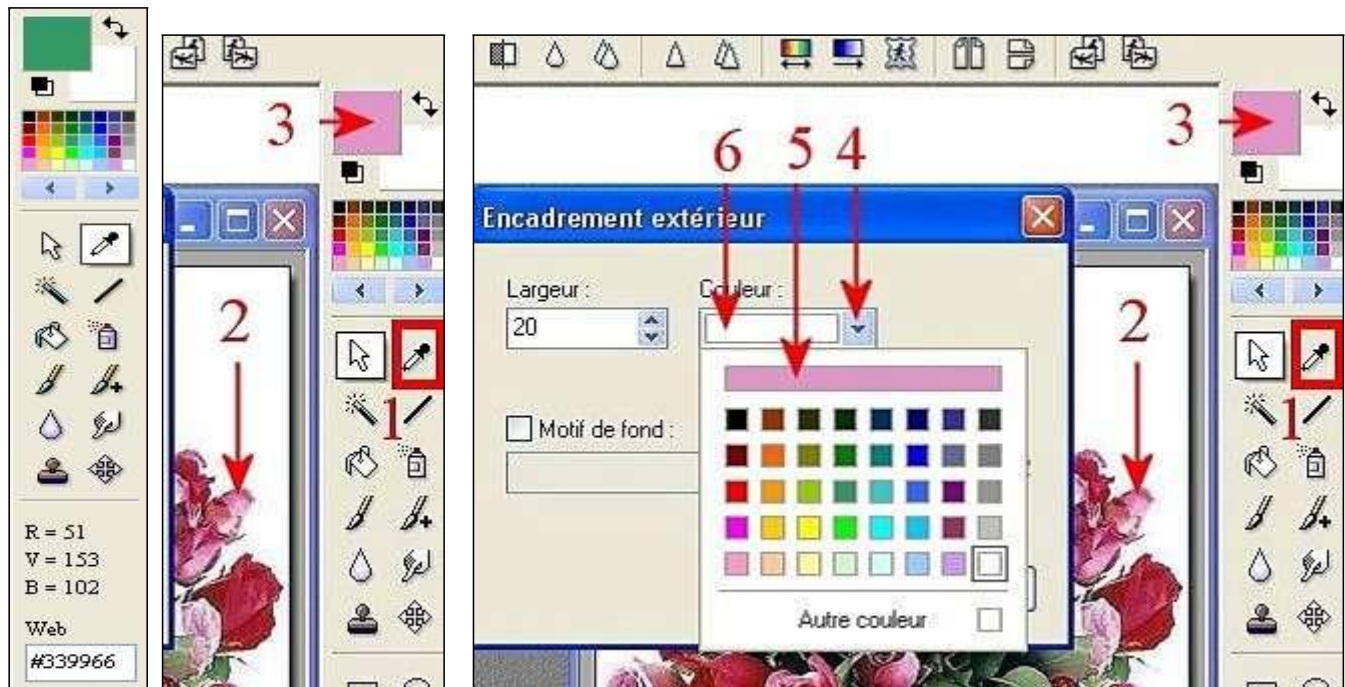 R = 51
V = 153
B = 102
Web
#339966
3
2
1
6 5 4
3
Encadrement extérieur
Largeur : Couleur :
20
2
Motif de fond :
1
Autre couleur